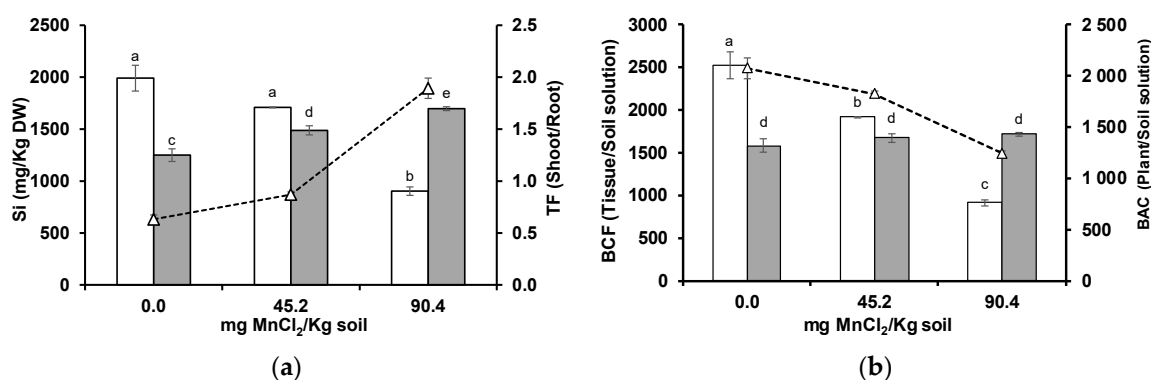 2500
2000
1500
1000
500
0
Si (mg/Kg DW)
a
c
a
d
b
e
2.5
2.0
1.5
1.0
0.5
0.0
TF (Shoot/Root)
0.0 45.2 90.4
mg MnCl₂/Kg soil
(a)
3000
2500
2000
1500
1000
500
0
BCF (Tissue/Soil solution)
a
d
b
d
c
d
2 500
2 000
1 500
1 000
500
0
BAC (Plant/Soil solution)
0.0 45.2 90.4
mg MnCl₂/Kg soil
(b)